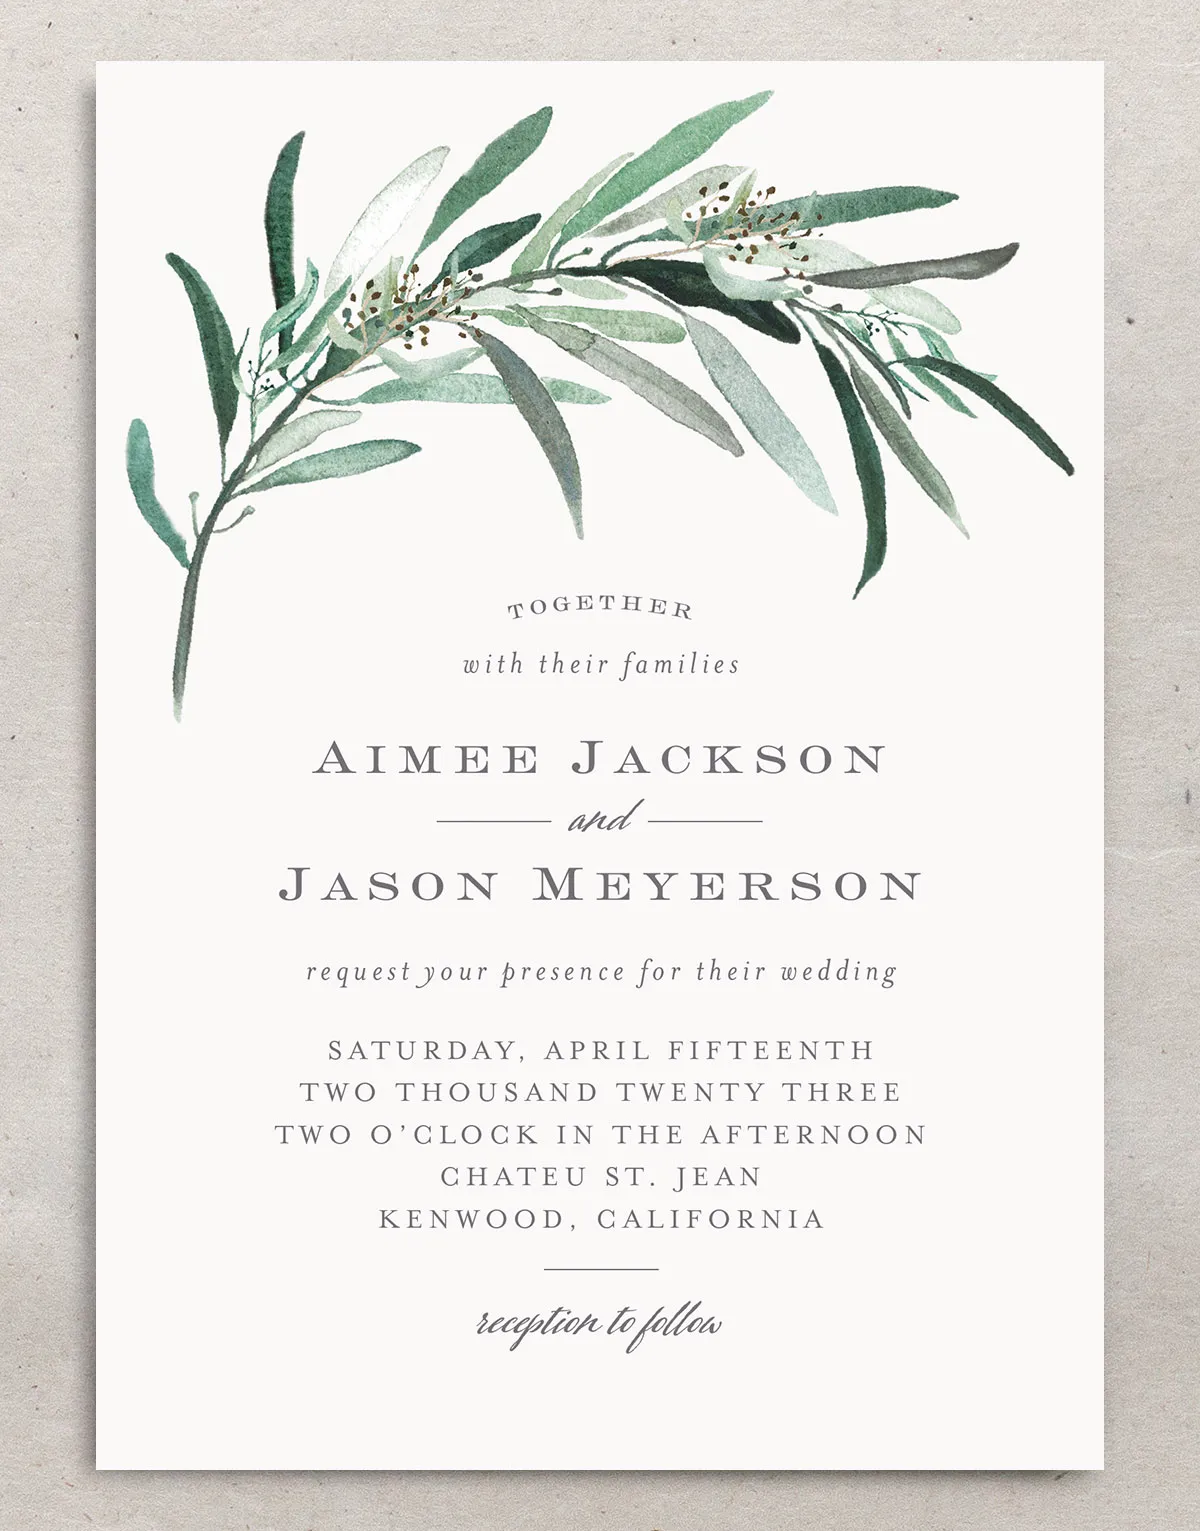 TOGETHER
with their families
AIMEE JACKSON
and
JASON MEYERSON
request your presence for their wedding
SATURDAY, APRIL FIFTEENTH
TWO THOUSAND TWENTY THREE
TWO O’CLOCK IN THE AFTERNOON
CHATEU ST. JEAN
KENWOOD, CALIFORNIA
reception to follow